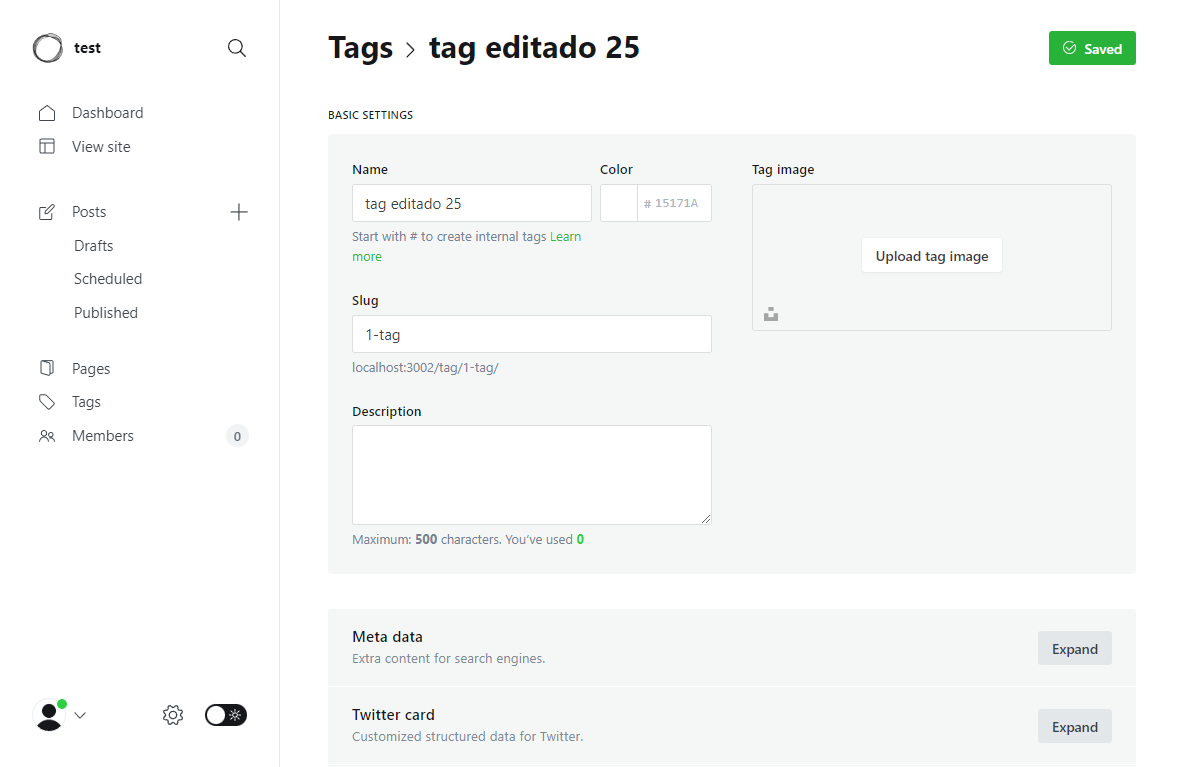 test
Dashboard
View site
Posts
Drafts
Scheduled
Published
Pages
Tags
Members 0
Tags > tag editado 25
Saved
BASIC SETTINGS
Name
tag editado 25
Start with # to create internal tags Learn
more
Color
# 15171A
Slug
1-tag
localhost:3002/tag/1-tag/
Description
Maximum: 500 characters. You’ve used 0
Tag image
Upload tag image
Meta data
Extra content for search engines.
Expand
Twitter card
Customized structured data for Twitter.
Expand